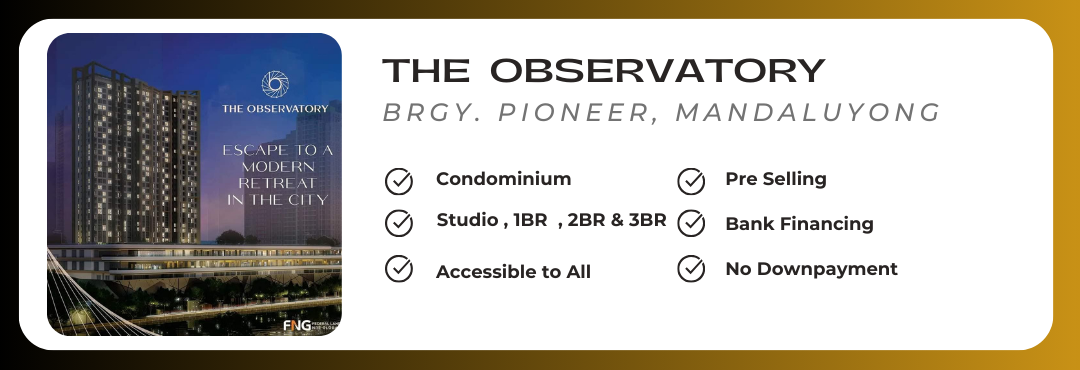 THE OBSERVATORY
ESCAPE TO A
MODERN
RETREAT
IN THE CITY
FNG
THE OBSERVATORY
BRGY. PIONEER, MANDALUYONG
Condominium
Studio , 1BR , 2BR & 3BR
Accessible to All
Pre Selling
Bank Financing
No Downpayment